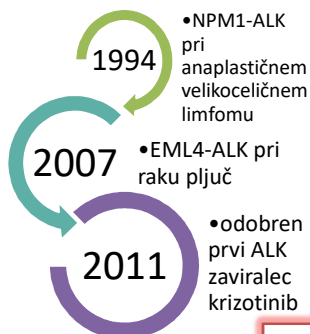 1994
•NPM1-ALK
pri
anaplastičnem
velikoceličnem
limfomu
2007
•EML4-ALK pri
raku pljuč
2011
•odobren
prvi ALK
zaviralec
krizotinib